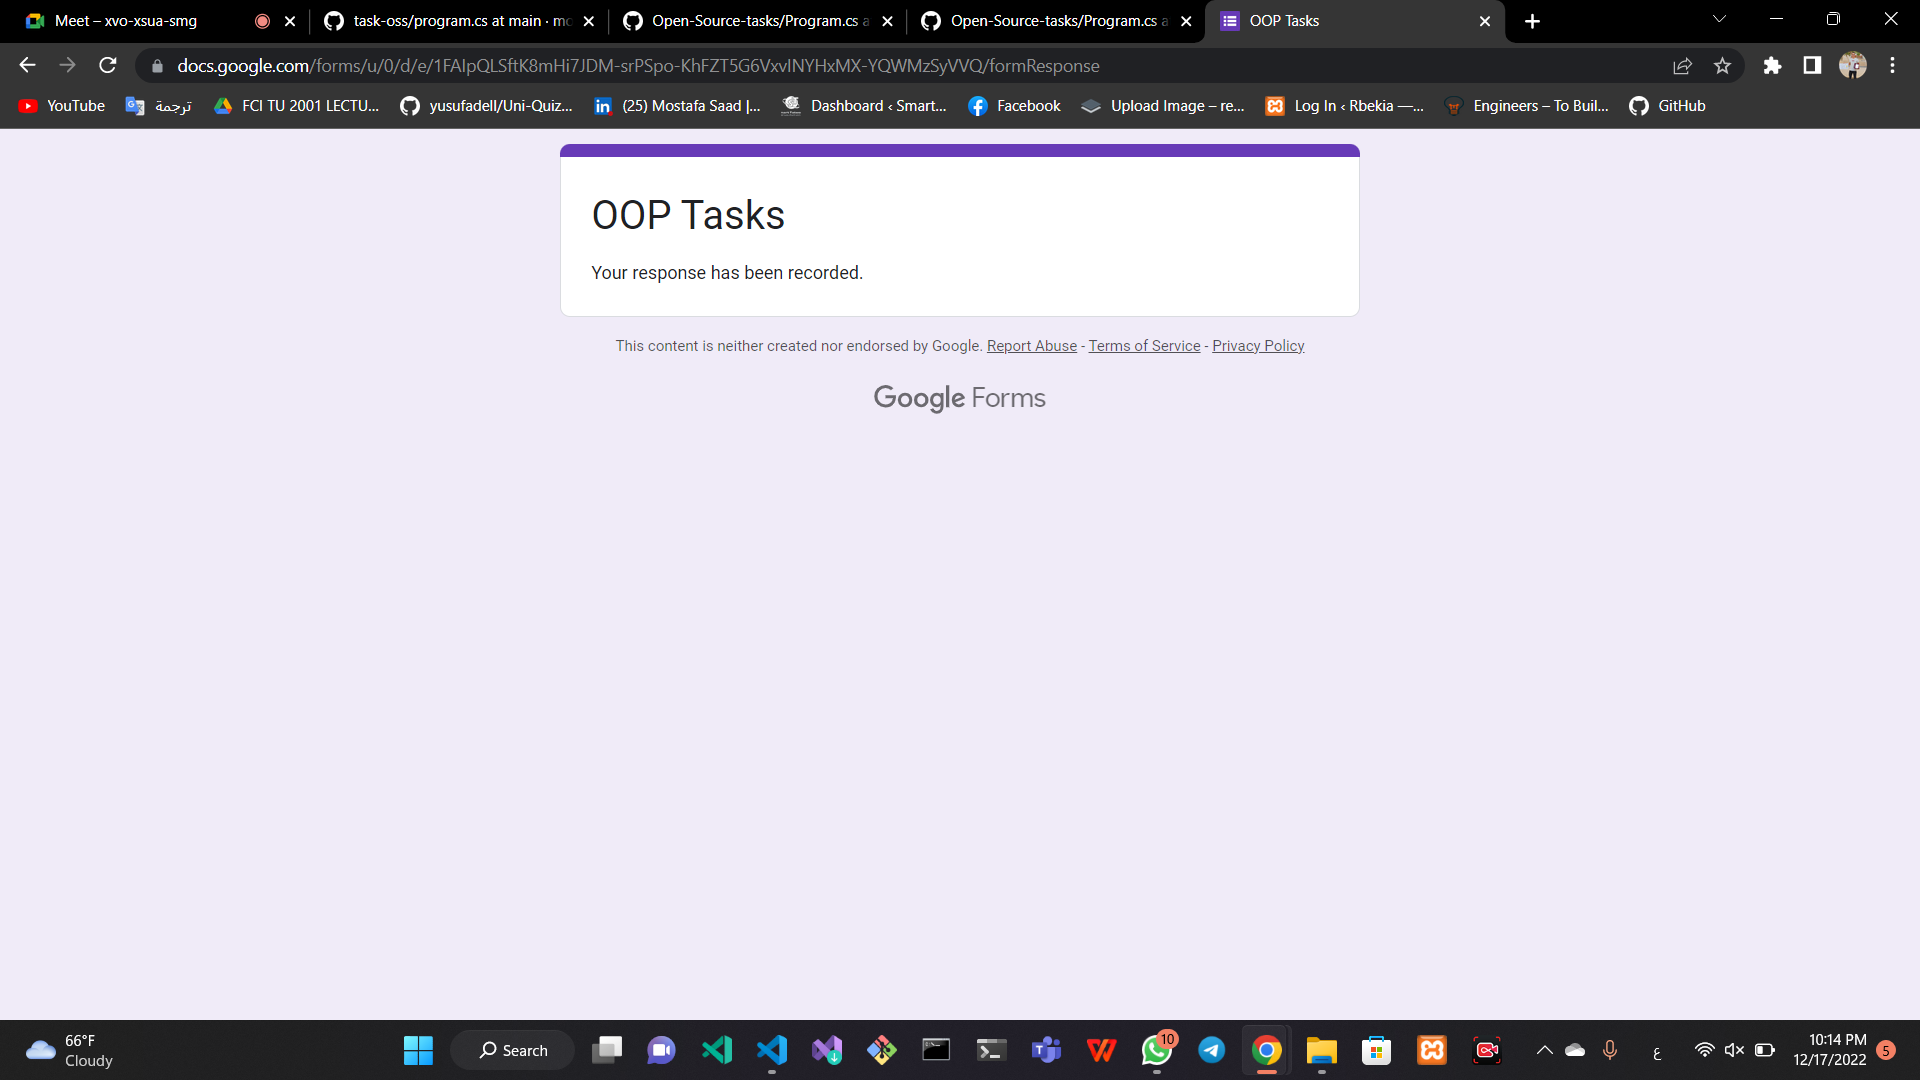 Meet – xvo-xsua-smg
task-oss/program.cs at main · mo
Open-Source-tasks/Program.cs a
Open-Source-tasks/Program.cs a
OOP Tasks
docs.google.com/forms/u/0/d/e/1FAIpQLSftK8mHi7JDM-srPSpo-KhFZT5G6VxvINYHxMX-YQWMzSyVVQ/formResponse
YouTube
ترجمة
FCI TU 2001 LECTU...
yusufadell/Uni-Quiz...
(25) Mostafa Saad |...
Dashboard ‹ Smart...
Facebook
Upload Image – re...
Log In ‹ Rbekia —...
Engineers – To Buil...
GitHub
OOP Tasks
Your response has been recorded.
This content is neither created nor endorsed by Google. Report Abuse - Terms of Service - Privacy Policy
Google Forms
66°F
Cloudy
Search
10
ع
10:14 PM
12/17/2022
5